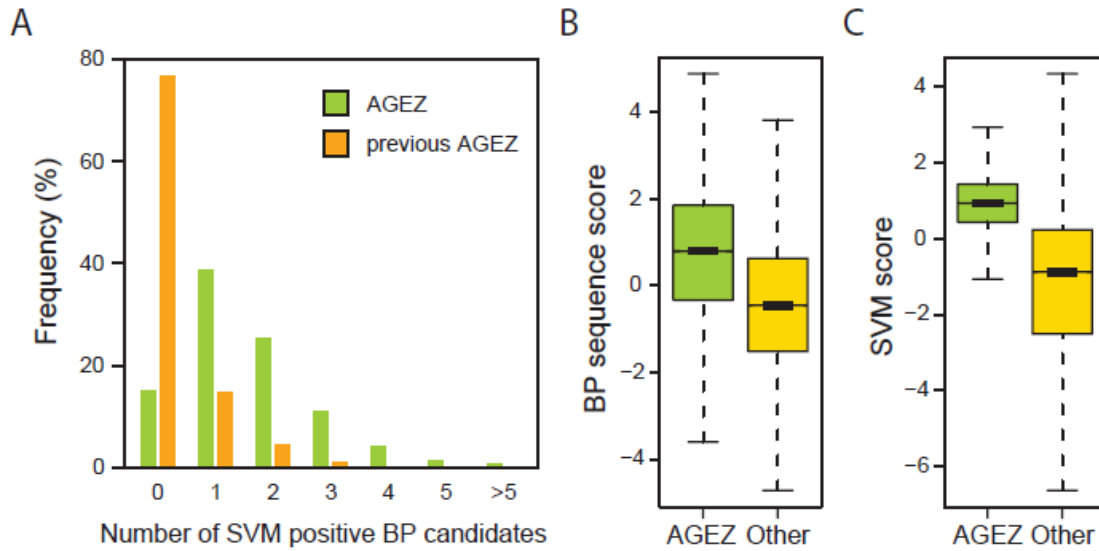 A
Frequency (%)
80
60
40
20
0
AGEZ
previous AGEZ
0 1 2 3 4 5 >5
Number of SVM positive BP candidates
B
BP sequence score
4
2
0
−2
−4
AGEZ Other
C
SVM score
4
2
0
−2
−4
−6
AGEZ Other